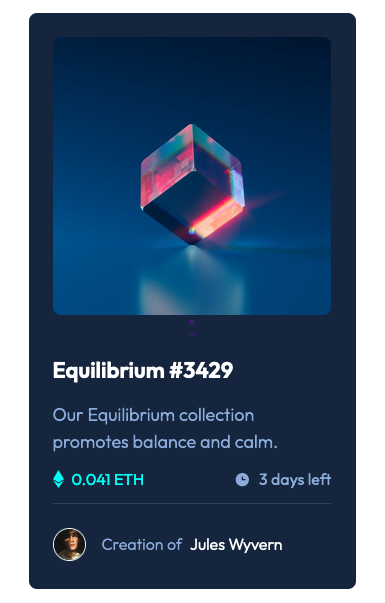 "
Equilibrium #3429
Our Equilibrium collection
promotes balance and calm.
0.041 ETH
3 days left
Creation of Jules Wyvern